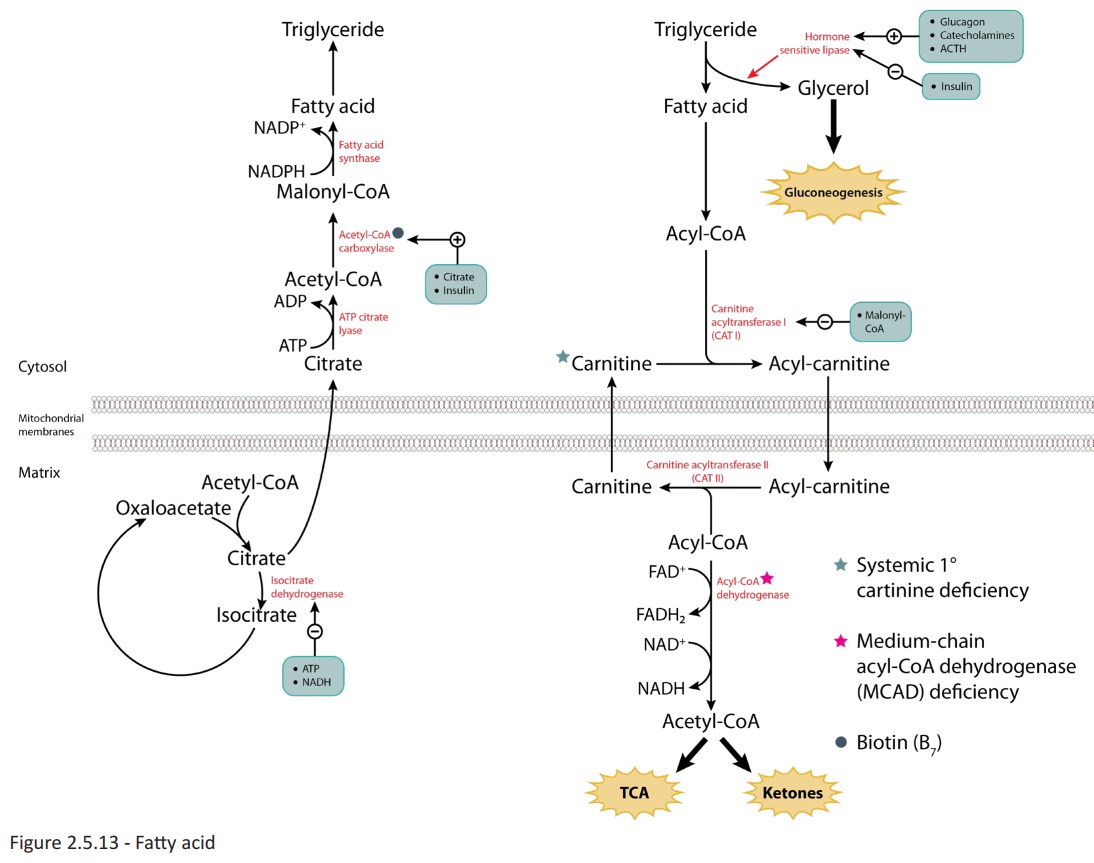 Triglyceride
Fatty acid
NADP⁺
Fatty acid
synthase
NADPH
Malonyl-CoA
Acetyl-CoA
carboxylase
• Citrate
• Insulin
Acetyl-CoA
ADP
ATP citrate
lyase
ATP
Citrate
Cytosol
Mitochondrial
membranes
Matrix
Acetyl-CoA
Oxaloacetate
Citrate
Isocitrate
dehydrogenase
Isocitrate
• ATP
• NADH
Triglyceride
Hormone
sensitive lipase
• Glucagon
• Catecholamines
• ACTH
• Insulin
Glycerol
Fatty acid
Gluconeogenesis
Acyl-CoA
Carnitine
acyltransferase I
(CAT I)
• Malonyl-
CoA
Carnitine
Acyl-carnitine
Carnitine acyltransferase II
(CAT II)
Carnitine
Acyl-carnitine
Acyl-CoA
FAD⁺
Acyl-CoA
dehydrogenase
FADH₂
NAD⁺
NADH
Acetyl-CoA
TCA
Ketones
Systemic 1°
cartinine deficiency
Medium-chain
acyl-CoA dehydrogenase
(MCAD) deficiency
Biotin (B₇)
Figure 2.5.13 - Fatty acid